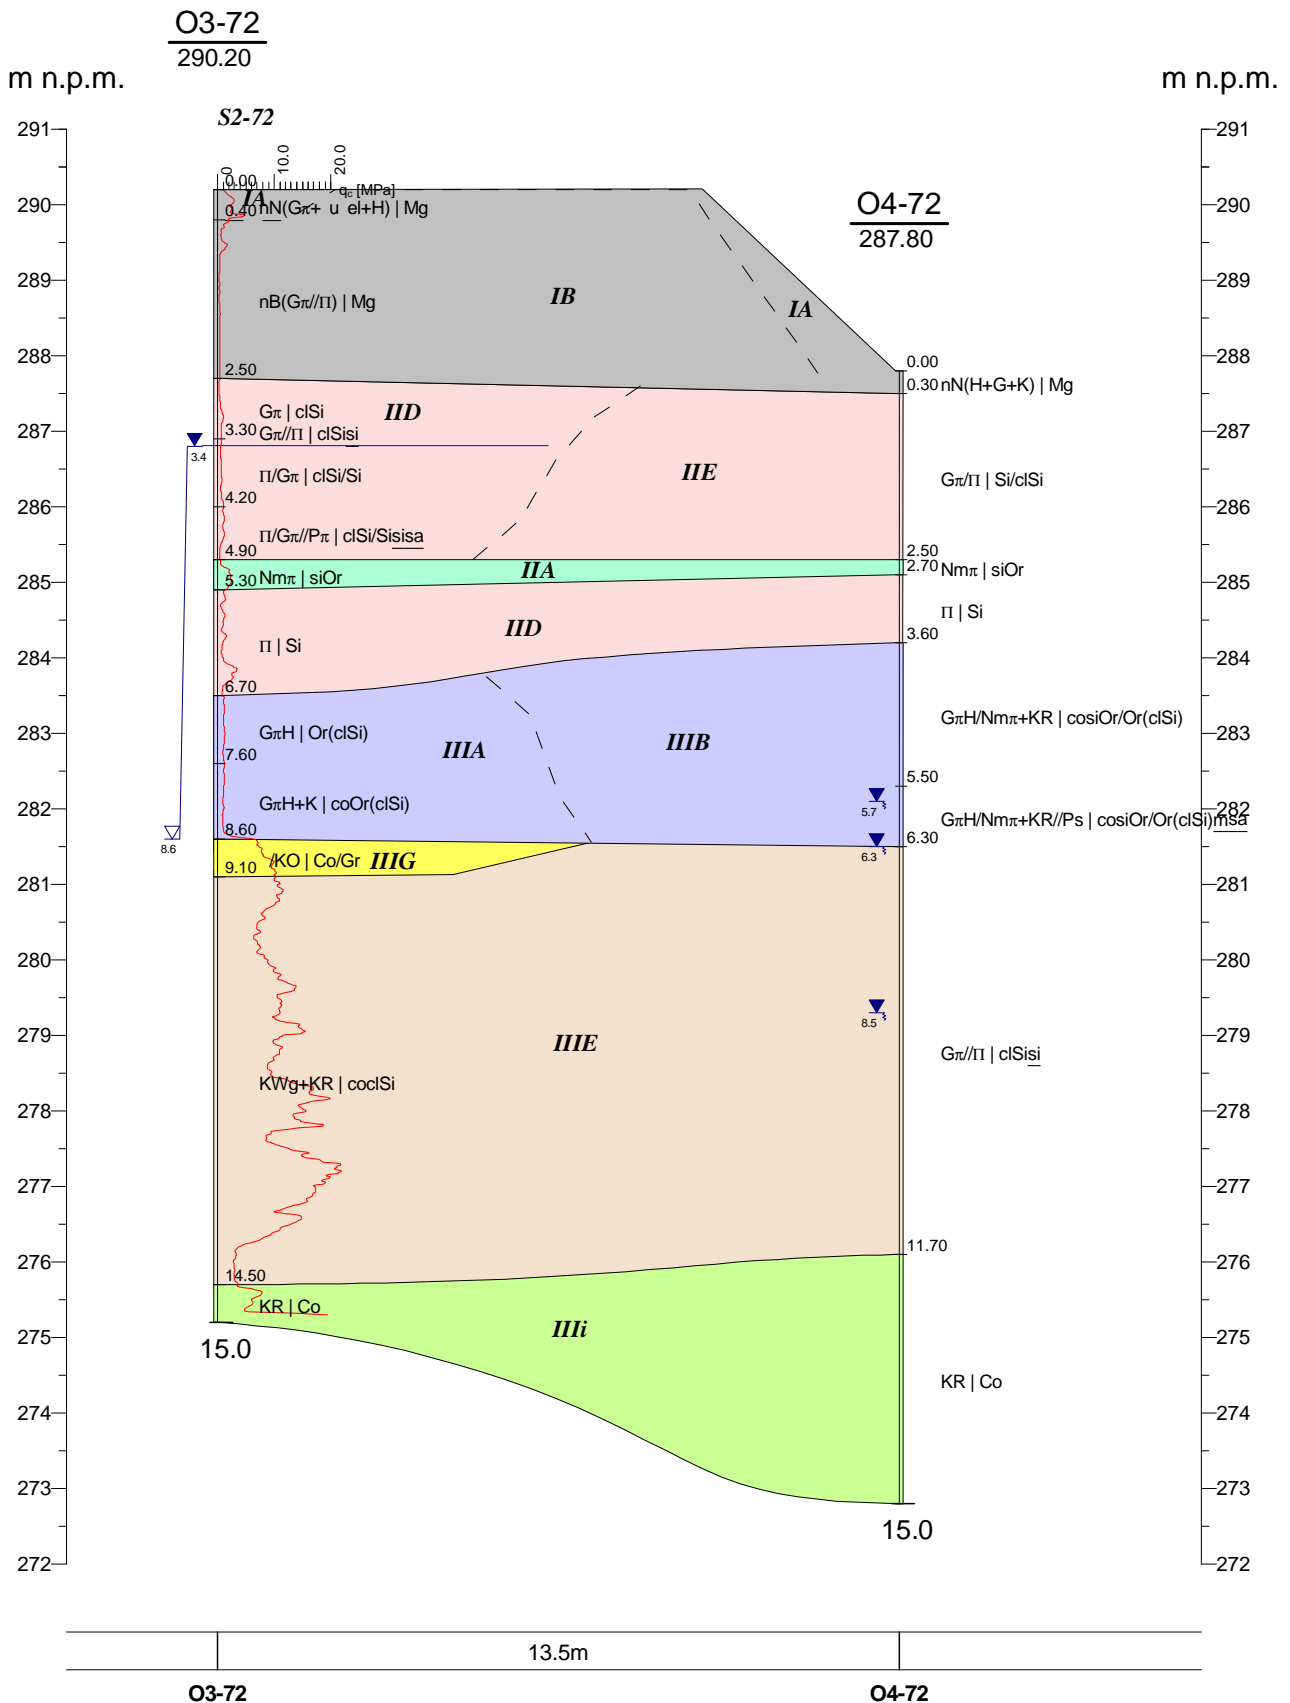 O3-72
290.20
m n.p.m.
m n.p.m.
S2-72
291
291
0
10.0
20.0
qc [MPa]
0.00
IA
0.40
nN(Gπ+ u el+H) | Mg
290
290
O4-72
287.80
289
289
IB
nB(Gπ//Π) | Mg
IA
288
288
0.00
2.50
0.30
nN(H+G+K) | Mg
Gπ | clSi
IID
3.30
Gπ//Π | clSisi
287
287
3.4
Π/Gπ | clSi/Si
IIE
Gπ/Π | Si/clSi
4.20
286
286
Π/Gπ//Pπ | clSi/Sisisa
4.90
2.50
IIA
2.70
Nmπ | siOr
5.30
Nmπ | siOr
285
285
Π | Si
IID
Π | Si
3.60
284
284
6.70
GπH | Or(clSi)
GπH/Nmπ+KR | cosiOr/Or(clSi)
283
283
IIIA
IIIB
7.60
5.50
GπH+K | coOr(clSi)
5.7
282
282
GπH/Nmπ+KR//Ps | cosiOr/Or(clSi)msa
8.60
6.30
8.6
6.3
/KO | Co/Gr
IIIG
9.10
281
281
280
280
8.5
279
279
IIIE
Gπ//Π | clSisi
KWg+KR | coclSi
278
278
277
277
11.70
276
276
14.50
KR | Co
IIIi
275
275
15.0
KR | Co
274
274
273
273
15.0
272
272
13.5m
O3-72
O4-72